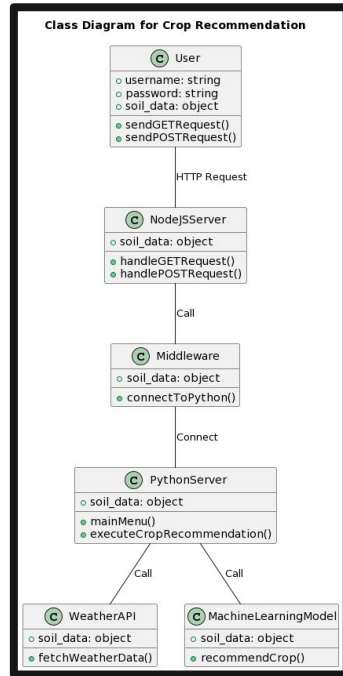 Class Diagram for Crop Recommendation
C User
username: string
password: string
soil_data: object
sendGETRequest()
sendPOSTRequest()
HTTP Request
C NodeJSServer
soil_data: object
handleGETRequest()
handlePOSTRequest()
Call
C Middleware
soil_data: object
connectToPython()
Connect
C PythonServer
soil_data: object
mainMenu()
executeCropRecommendation()
Call
Call
C WeatherAPI
soil_data: object
fetchWeatherData()
C MachineLearningModel
soil_data: object
recommendCrop()